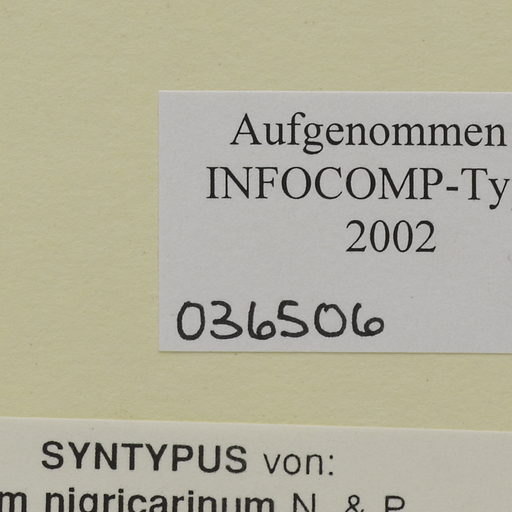 Aufgenommen
INFOCOMP-Ty
2002
036506
SYNTYPUS von:
m nigricarinum N. & P.